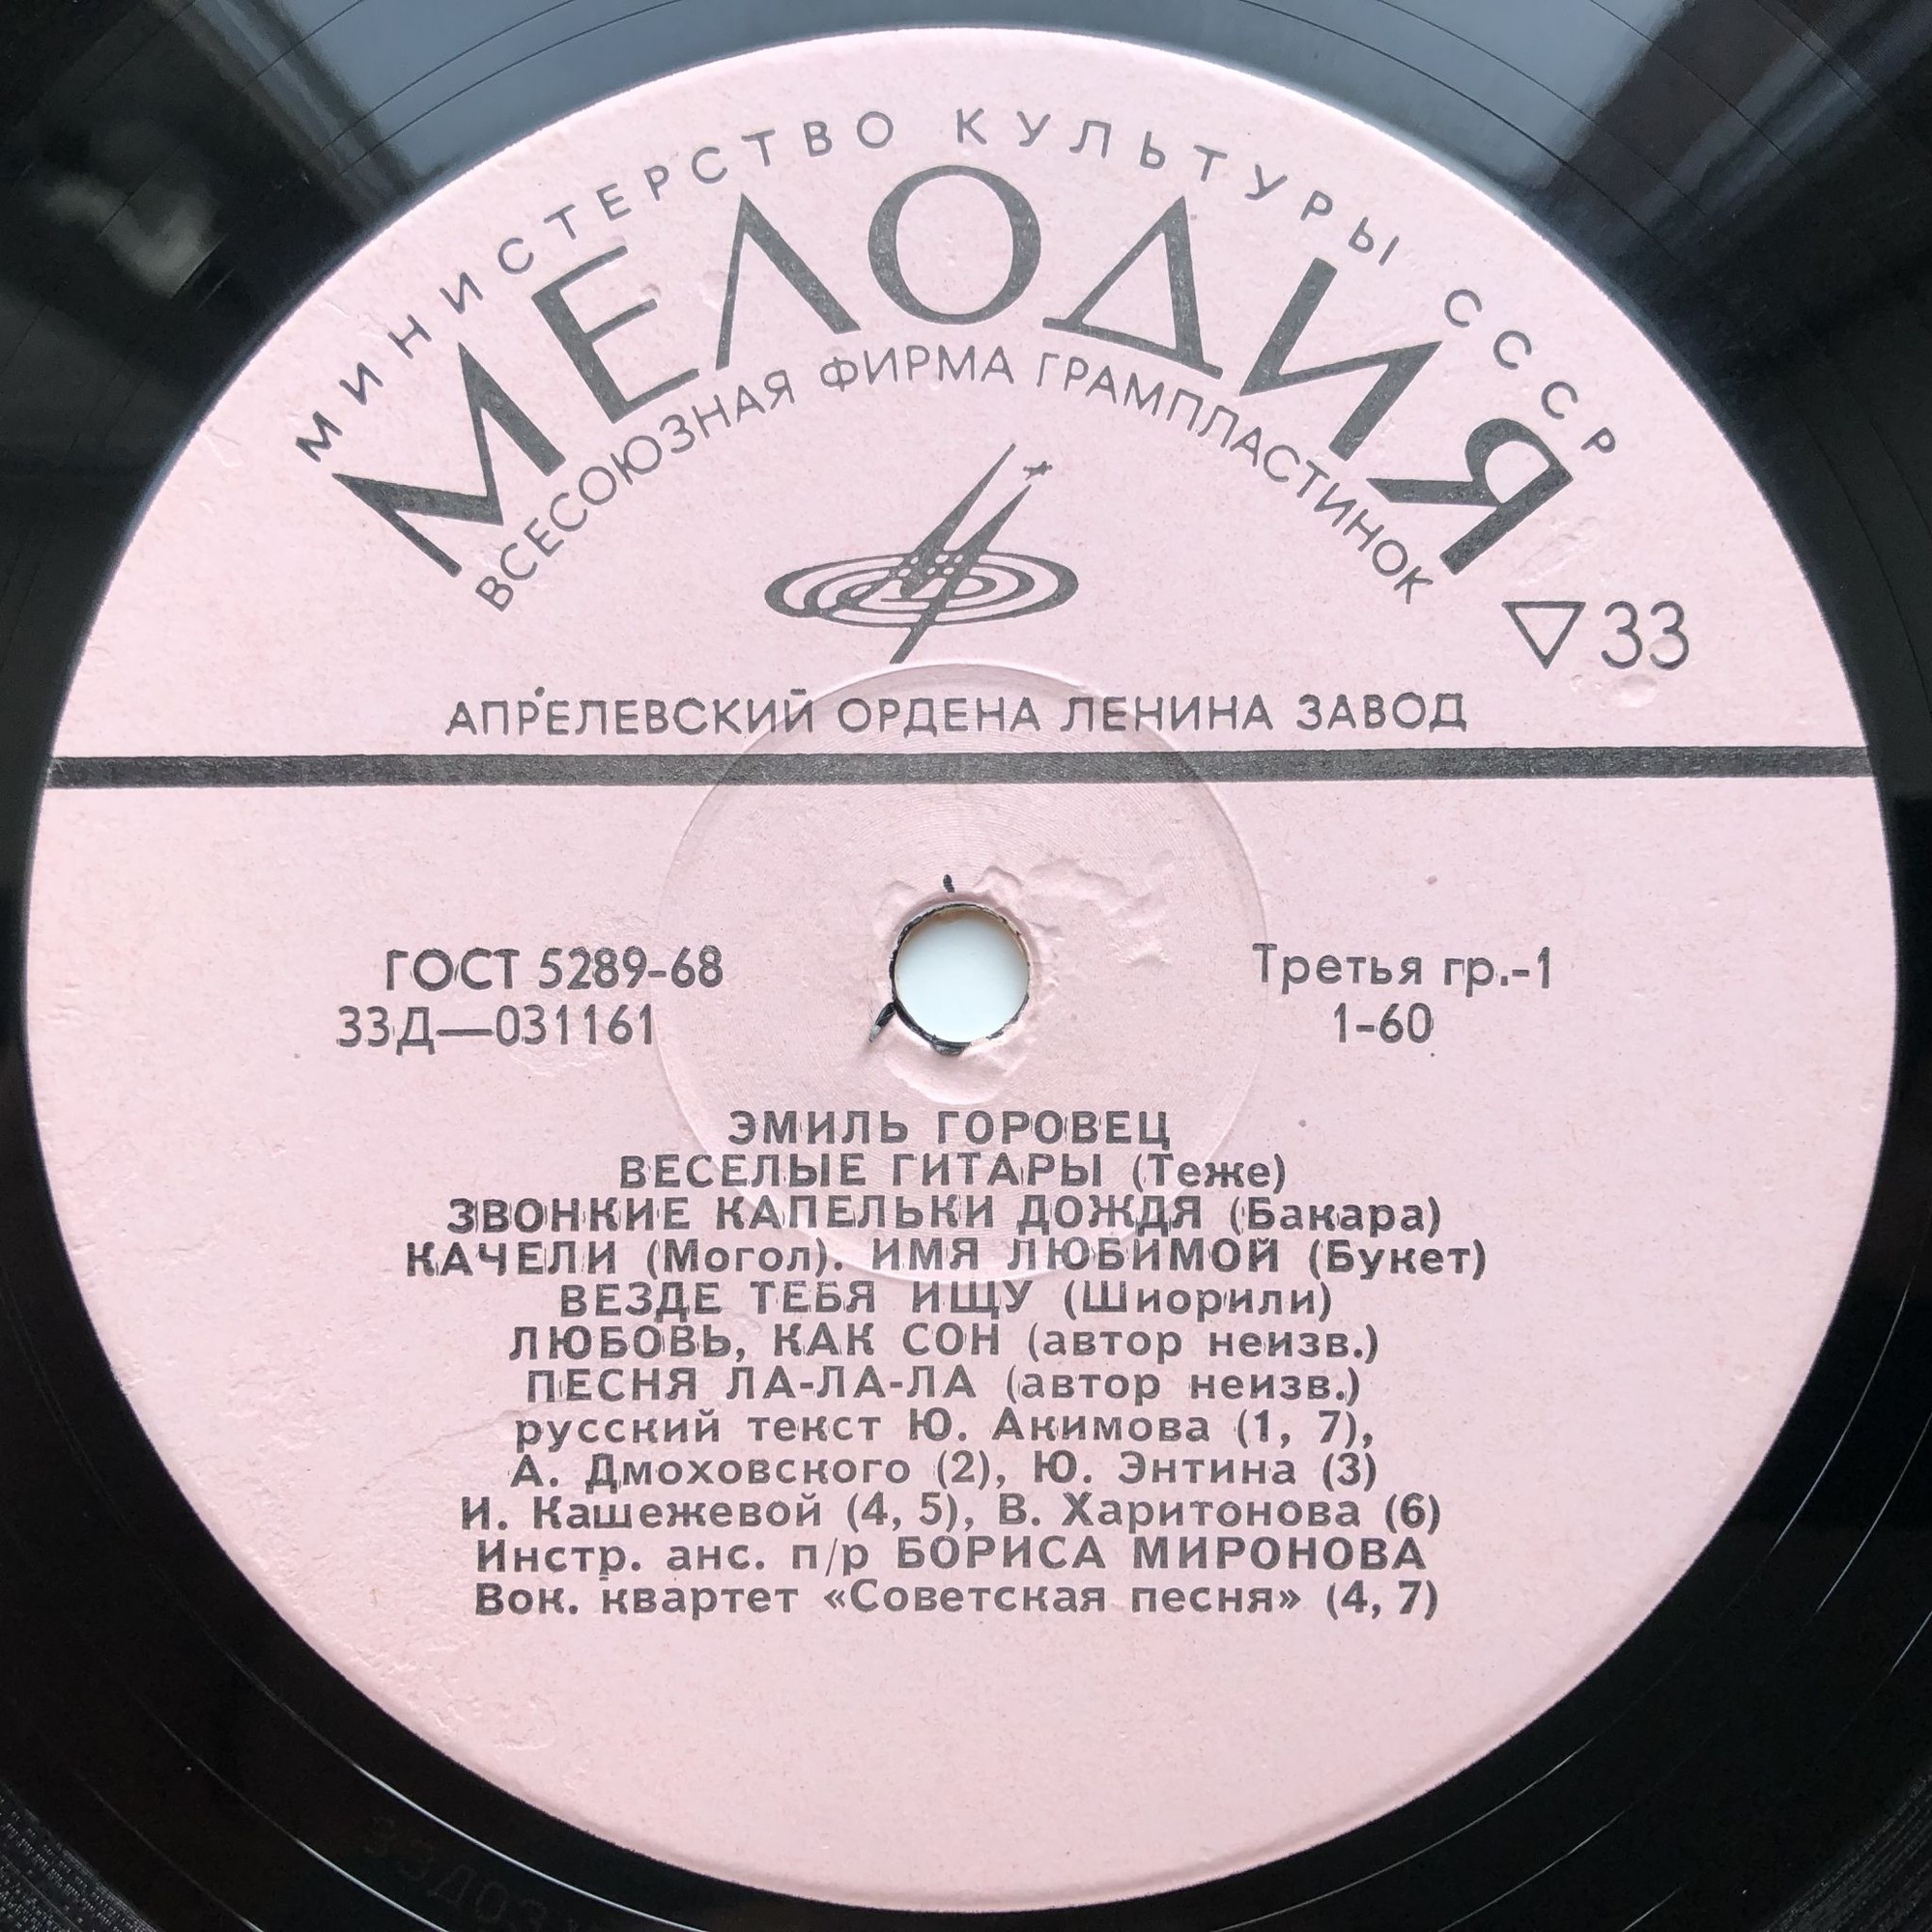 МИНИСТЕРСТВО КУЛЬТУРЫ СССР
МЕЛОДИЯ
ВСЕСОЮЗНАЯ ФИРМА ГРАМПЛАСТИНОК
▽33
АПРЕЛЕВСКИЙ ОРДЕНА ЛЕНИНА ЗАВОД
ГОСТ 5289-68
33Д—031161
Третья гр.-1
1-60
ЭМИЛЬ ГОРОВЕЦ
ВЕСЕЛЫЕ ГИТАРЫ (Теже)
ЗВОНКИЕ КАПЕЛЬКИ ДОЖДЯ (Бакара)
КАЧЕЛИ (Могол). ИМЯ ЛЮБИМОЙ (Букет)
ВЕЗДЕ ТЕБЯ ИЩУ (Шиорили)
ЛЮБОВЬ, КАК СОН (автор неизв.)
ПЕСНЯ ЛА-ЛА-ЛА (автор неизв.)
русский текст Ю. Акимова (1, 7),
А. Дмоховского (2), Ю. Энтина (3)
И. Кашежевой (4, 5), В. Харитонова (6)
Инстр. анс. п/р БОРИСА МИРОНОВА
Вок. квартет «Советская песня» (4, 7)